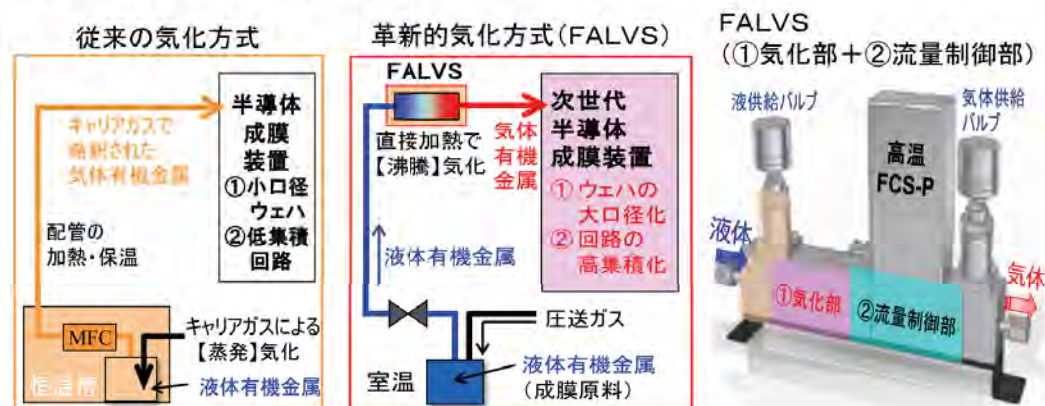 従来の気化方式
半導体
成膜
装置
①小口径
ウェハ
②低集積
回路
キャリアガスで
希釈された
気体有機金属
配管の
加熱・保温
MFC
キャリアガスによる
【蒸発】気化
液体有機金属
恒温層
革新的気化方式(FALVS)
FALVS
直接加熱で
【沸騰】気化
気体
有機
金属
次世代
半導体
成膜装置
① ウェハの
大口径化
② 回路の
高集積化
液体有機金属
圧送ガス
室温
液体有機金属
(成膜原料)
FALVS
(①気化部+②流量制御部)
液供給バルブ
気体供給
バルブ
高温
FCS-P
液体
①気化部
②流量制御部
気体